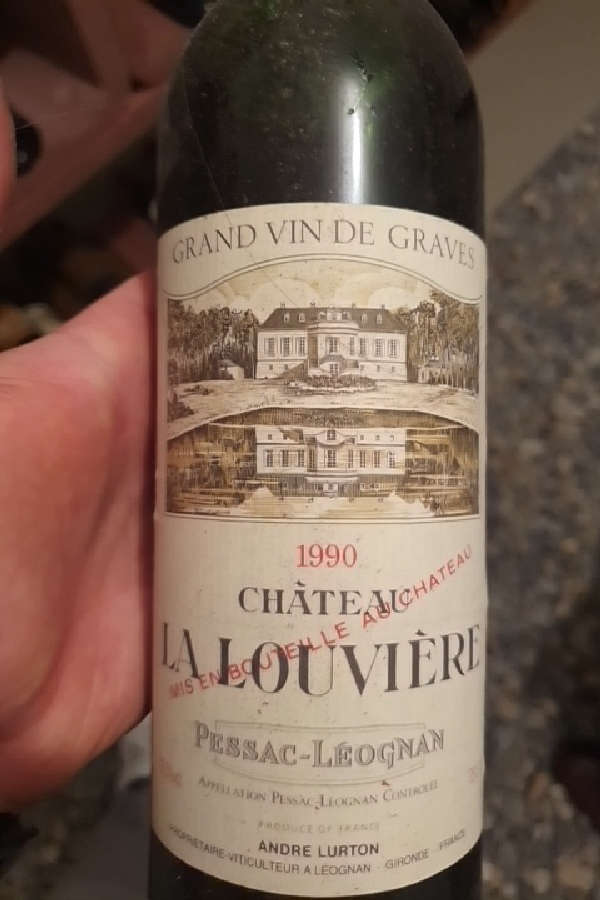 GRAND VIN DE GRAVES
1990
CHÂTEAU
MIS EN BOUTEILLE AU CHATEAU
LA LOUVIÈRE
PESSAC-LÉOGNAN
APPELLATION PESSAC-LÉOGNAN CONTROLÉE
PRODUCE OF FRANCE
ANDRE LURTON
PROPRIETAIRE-VITICULTEUR A LÉOGNAN - GIRONDE - FRANCE